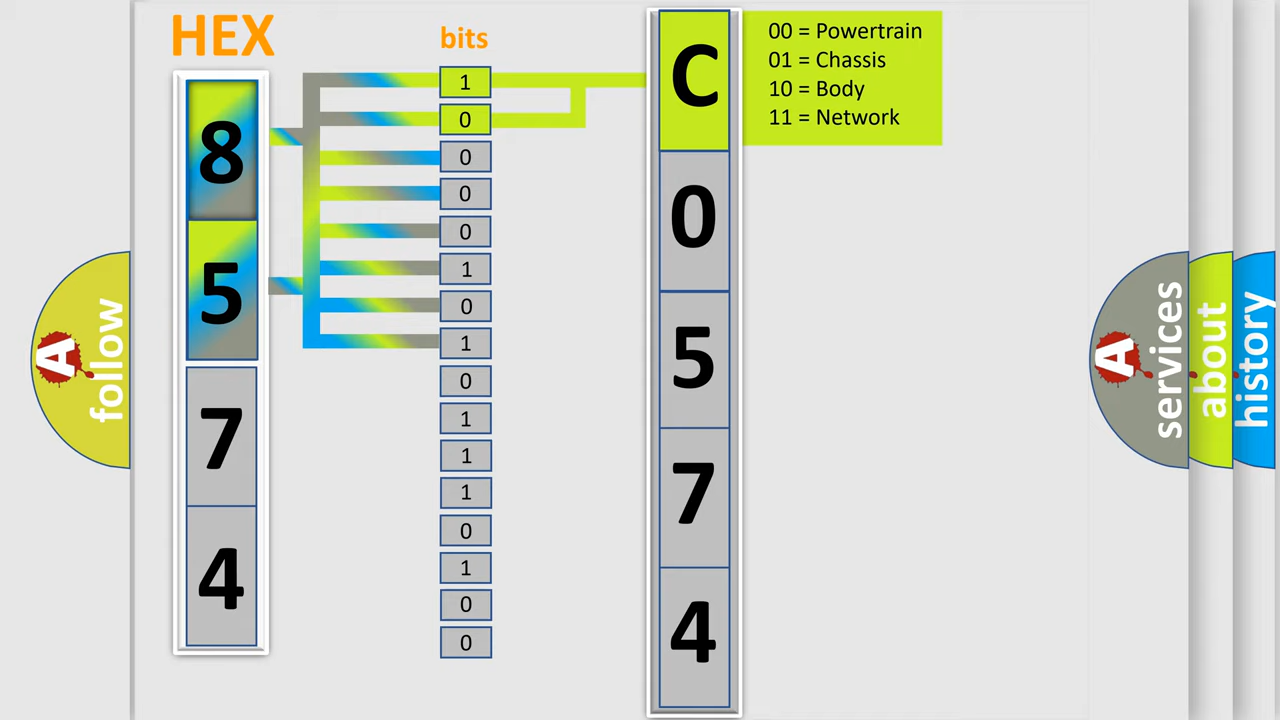 HEX
8
5
7
4
bits
1
0
0
0
0
1
0
1
0
1
1
1
0
1
0
0
C
0
5
7
4
00 = Powertrain
01 = Chassis
10 = Body
11 = Network
A
follow
A
services
about
history